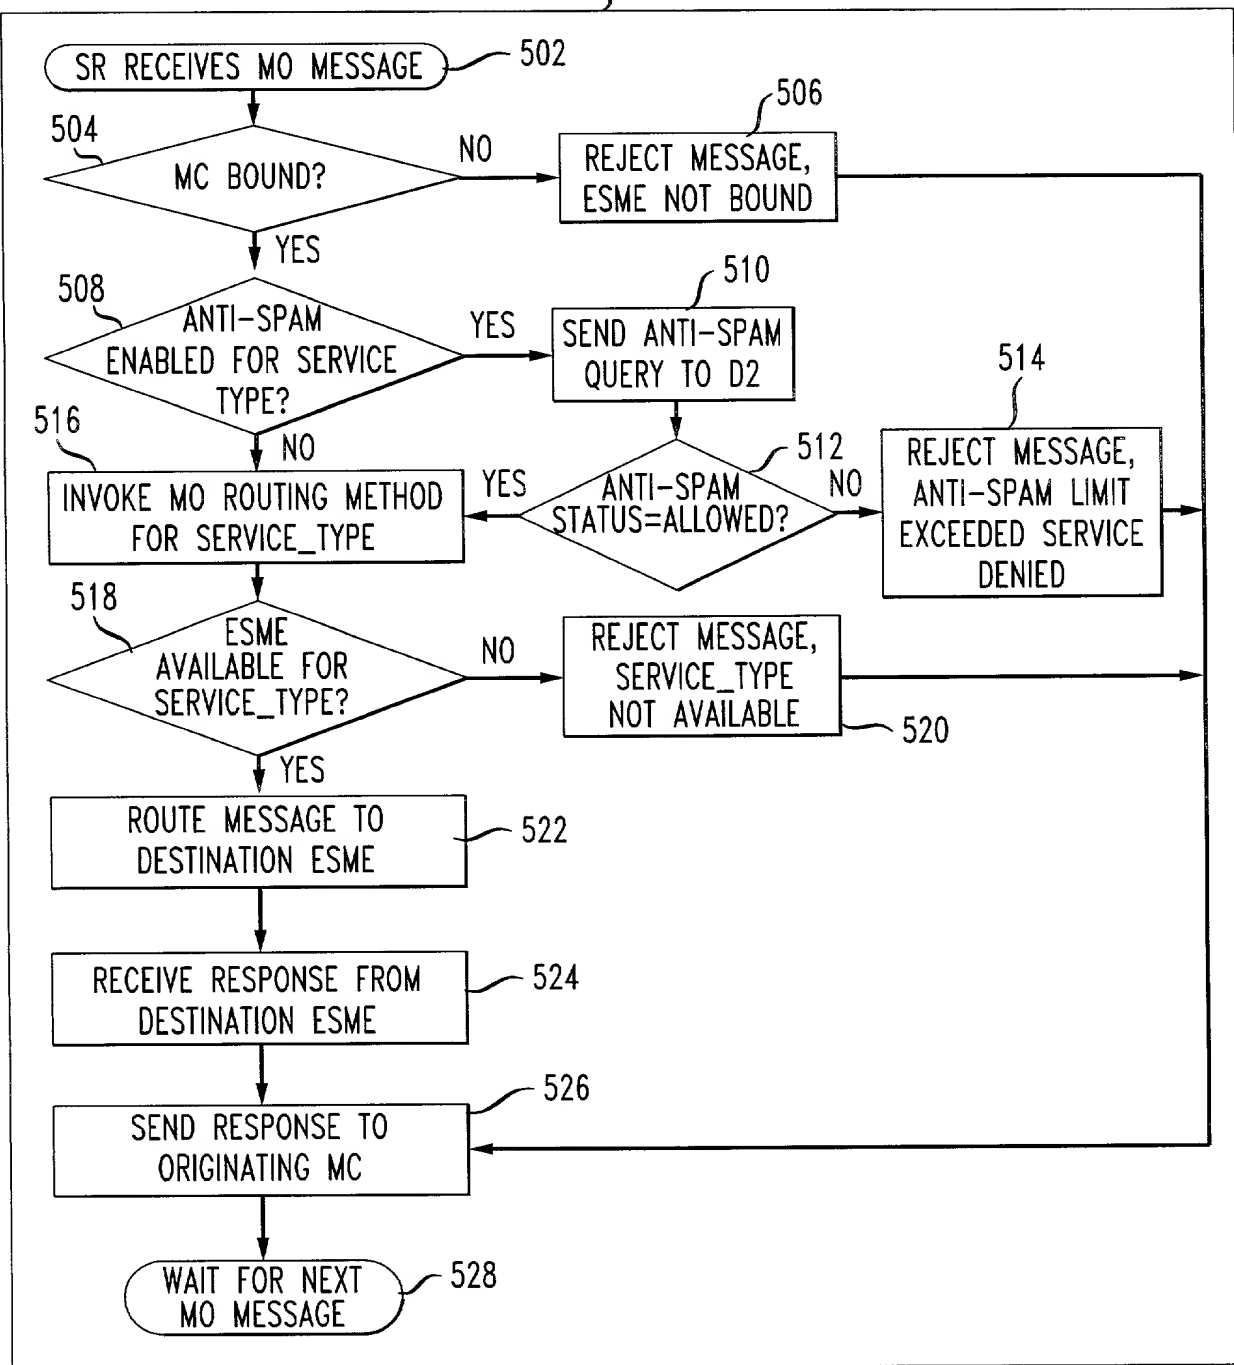 SR RECEIVES MO MESSAGE
502
504
MC BOUND?
NO
506
REJECT MESSAGE,
ESME NOT BOUND
YES
508
ANTI-SPAM
ENABLED FOR SERVICE
TYPE?
YES
510
SEND ANTI-SPAM
QUERY TO D2
NO
512
ANTI-SPAM
STATUS=ALLOWED?
YES
NO
514
REJECT MESSAGE,
ANTI-SPAM LIMIT
EXCEEDED SERVICE
DENIED
516
INVOKE MO ROUTING METHOD
FOR SERVICE_TYPE
518
ESME
AVAILABLE FOR
SERVICE_TYPE?
NO
REJECT MESSAGE,
SERVICE_TYPE
NOT AVAILABLE
520
YES
ROUTE MESSAGE TO
DESTINATION ESME
522
RECEIVE RESPONSE FROM
DESTINATION ESME
524
SEND RESPONSE TO
ORIGINATING MC
526
WAIT FOR NEXT
MO MESSAGE
528